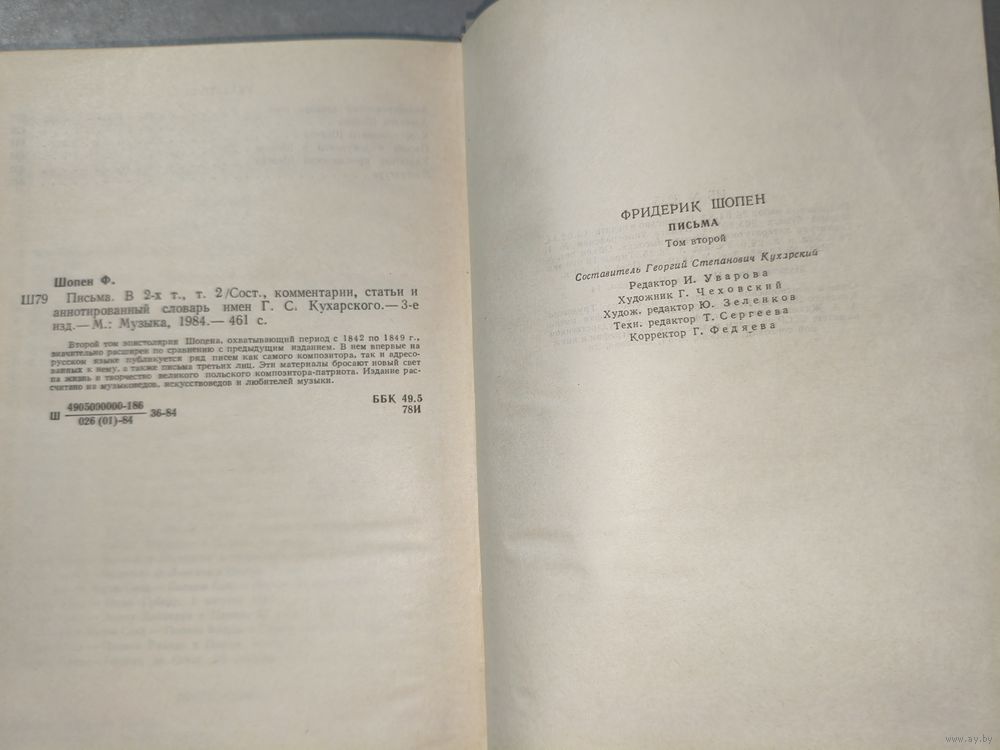 Шопен Ф.
Ш79 Письма. В 2-х т., т. 2/Сост., комментарии, статьи и
аннотированный словарь имен Г. С. Кухарского.—3-е
изд.—М.: Музыка, 1984.— 461 с.
Второй том эпистолярия Шопена, охватывающий период с 1842 по 1849 г.,
значительно расширен по сравнению с предыдущим изданием. В нем впервые на
русском языке публикуется ряд писем как самого композитора, так и адресо-
ванных к нему, а также письма третьих лиц. Эти материалы бросают новый свет
на жизнь и творчество великого польского композитора-патриота. Издание рас-
считано на музыковедов, искусствоведов и любителей музыки.
4905000000-186
Ш 36-84
026 (01)-84
ББК 49.5
78И
ФРИДЕРИК ШОПЕН
ПИСЬМА
Том второй
Составитель Георгий Степанович Кухарский
Редактор И. Уварова
Художник Г. Чеховский
Худож. редактор Ю. Зеленков
Техн. редактор Т. Сергеева
Корректор Г. Федяева
www.ay.by